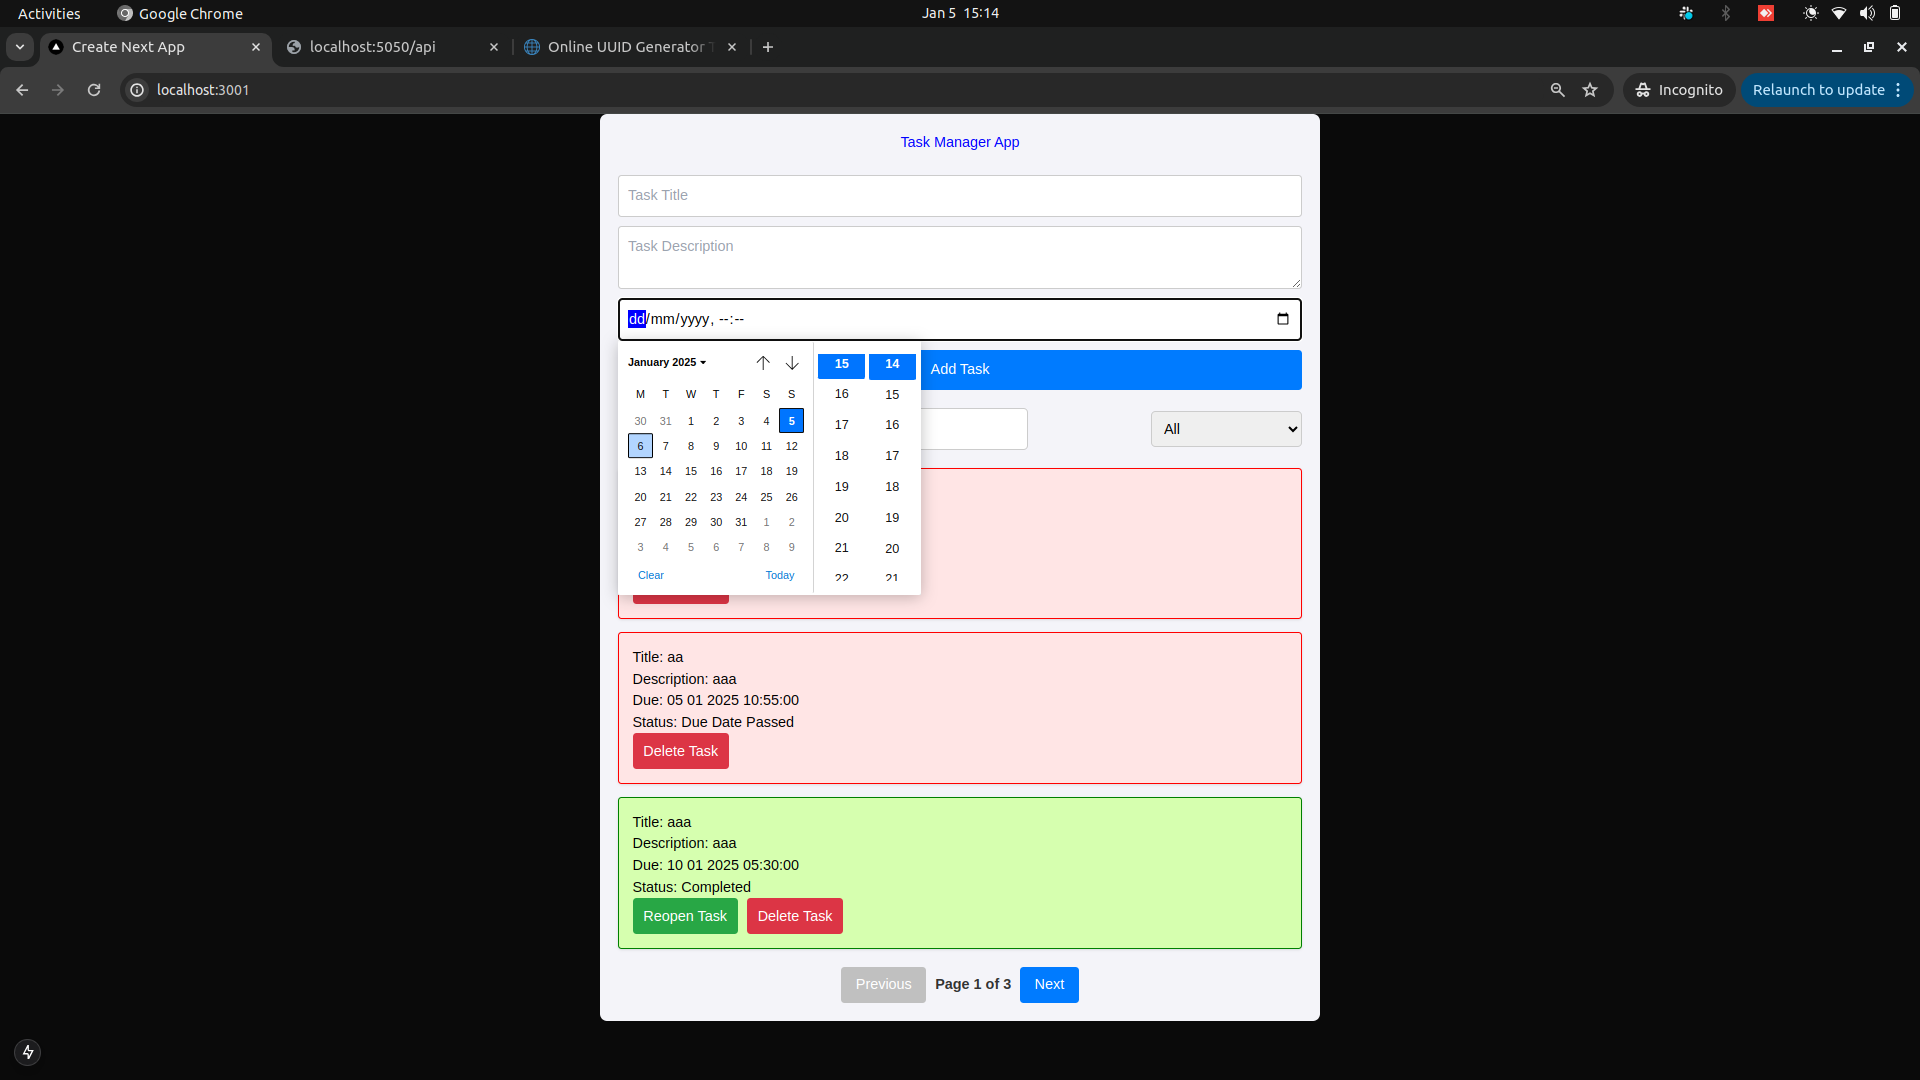 Activities Google Chrome Jan 5 15:14
Create Next App localhost:5050/api Online UUID Generator
localhost:3001 Incognito Relaunch to update
Task Manager App
Task Title
Task Description
dd/mm/yyyy, --:--
Add Task
January 2025
M T W T F S S
30 31 1 2 3 4 5
6 7 8 9 10 11 12
13 14 15 16 17 18 19
20 21 22 23 24 25 26
27 28 29 30 31 1 2
3 4 5 6 7 8 9
Clear Today
15 14
16 15
17 16
18 17
19 18
20 19
21 20
22 21
All
Title: aa
Description: aaa
Due: 05 01 2025 10:55:00
Status: Due Date Passed
Delete Task
Title: aaa
Description: aaa
Due: 10 01 2025 05:30:00
Status: Completed
Reopen Task Delete Task
Previous Page 1 of 3 Next